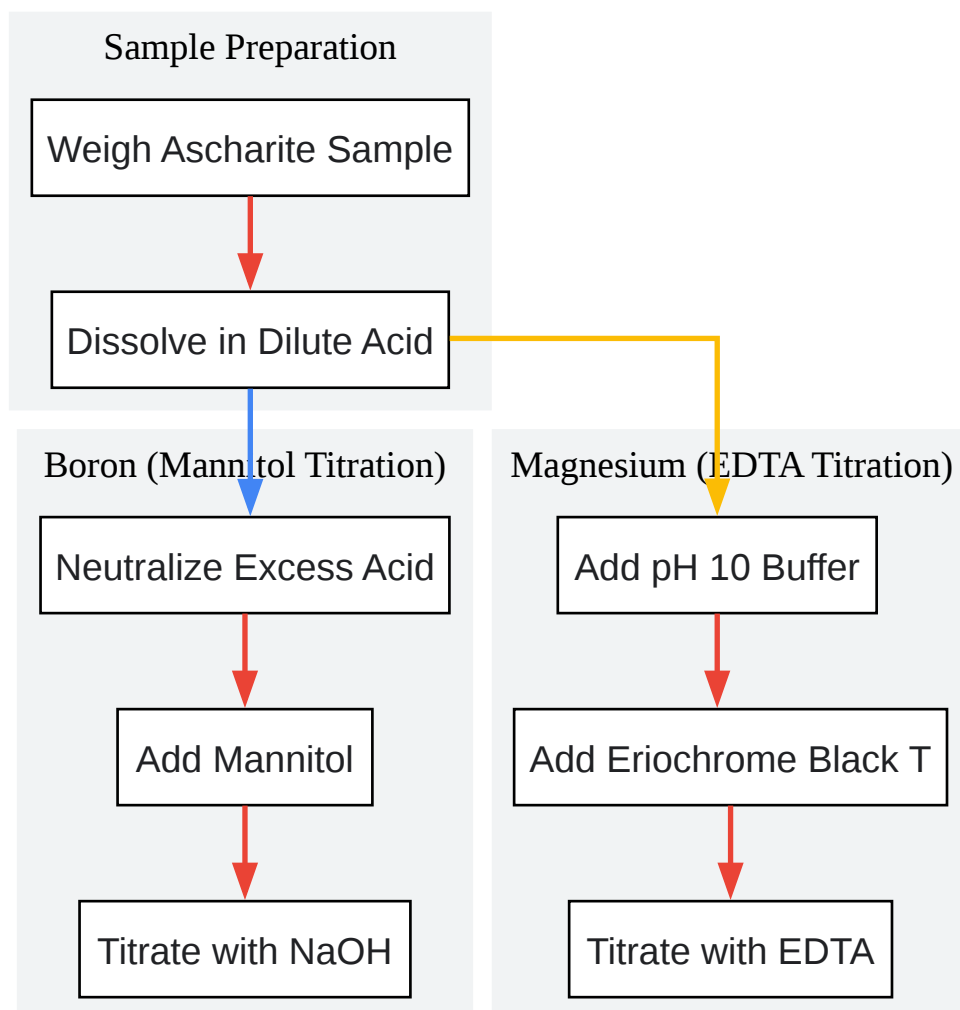 Sample Preparation
Weigh Ascharite Sample
Dissolve in Dilute Acid
Boron (Mannitol Titration)
Neutralize Excess Acid
Add Mannitol
Titrate with NaOH
Magnesium (EDTA Titration)
Add pH 10 Buffer
Add Eriochrome Black T
Titrate with EDTA